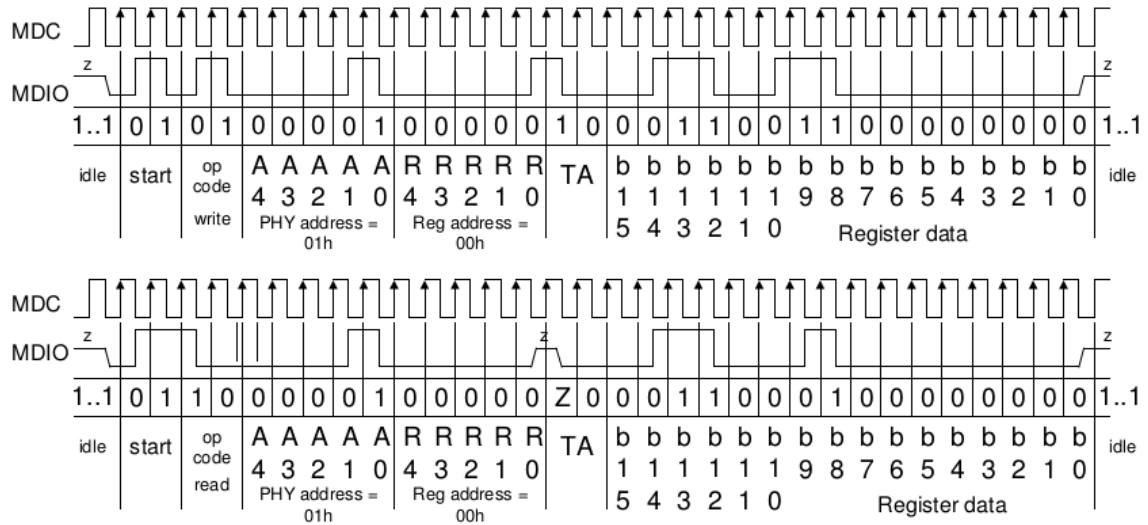 MDC
z z
MDIO
1..1 0 1 0 1 0 0 0 0 1 0 0 0 0 0 1 0 0 0 1 1 0 0 1 1 0 0 0 0 0 0 0 0 1..1
idle start op code write A A A A A R R R R R TA b b b b b b b b b b b b b b b b idle
4 3 2 1 0 4 3 2 1 0 1 1 1 1 1 1 9 8 7 6 5 4 3 2 1 0
PHY address = 01h Reg address = 00h 5 4 3 2 1 0 Register data
MDC
z z z
MDIO
1..1 0 1 1 0 0 0 0 0 1 0 0 0 0 0 Z 0 0 0 1 1 0 0 0 1 0 0 0 0 0 0 0 0 1..1
idle start op code read A A A A A R R R R R TA b b b b b b b b b b b b b b b b idle
4 3 2 1 0 4 3 2 1 0 1 1 1 1 1 1 9 8 7 6 5 4 3 2 1 0
PHY address = 01h Reg address = 00h 5 4 3 2 1 0 Register data